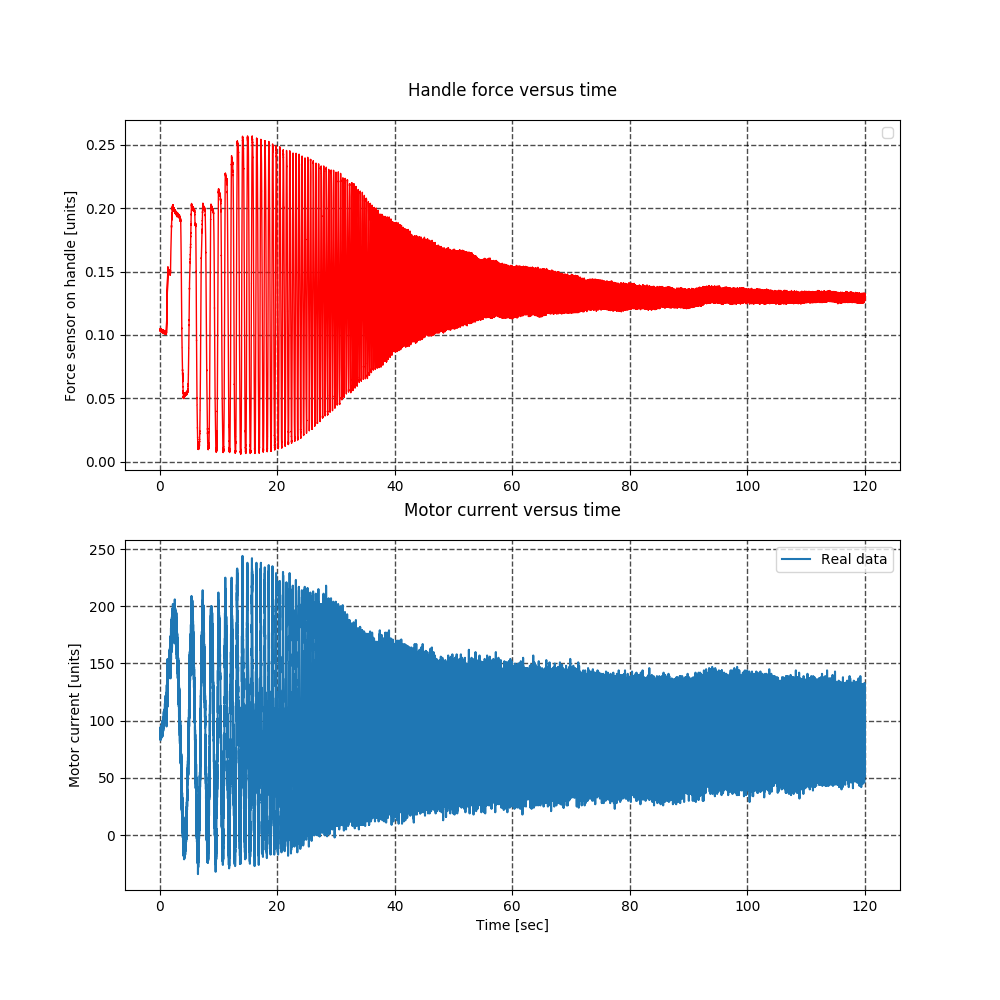 Handle force versus time
Force sensor on handle [units]
0.25
0.20
0.15
0.10
0.05
0.00
0 20 40 60 80 100 120
Motor current versus time
Real data
Motor current [units]
250
200
150
100
50
0
0 20 40 60 80 100 120
Time [sec]